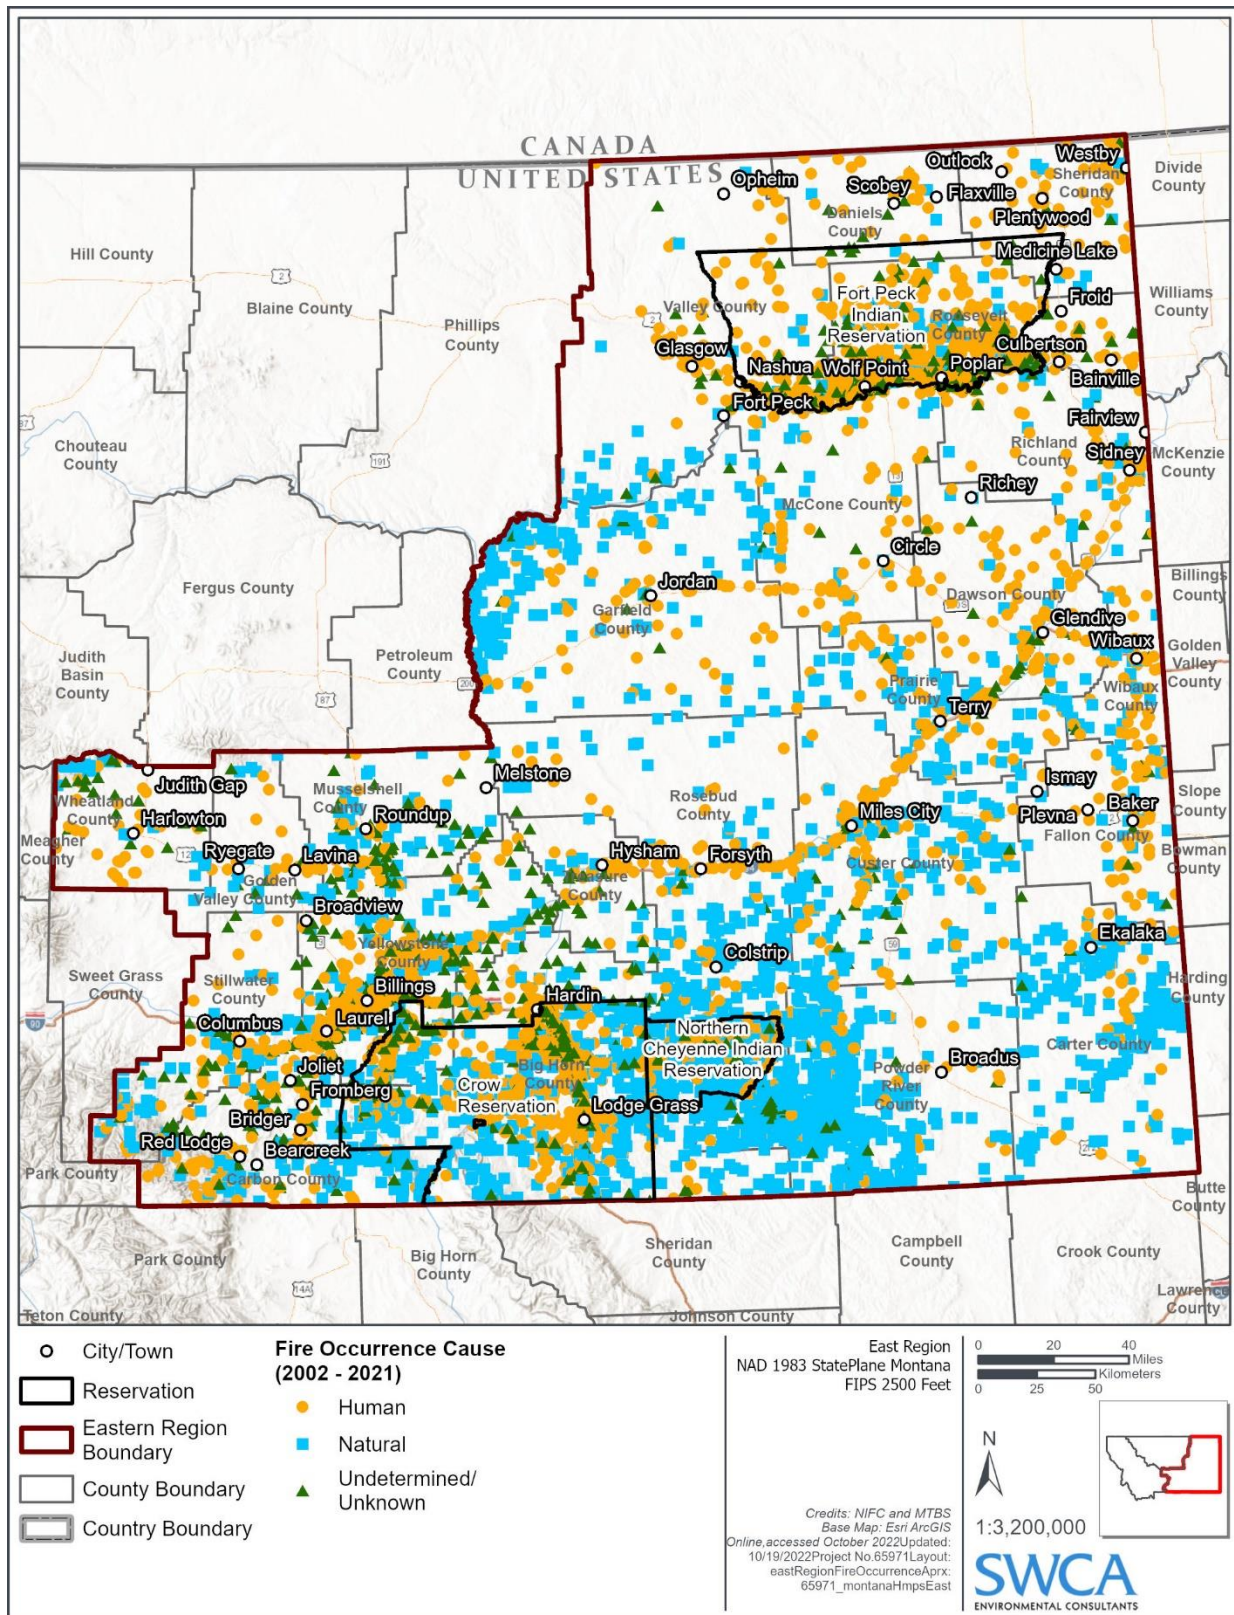 CANADA
UNITED STATES
Opheim
Scobey
Outlook
Flaxville
Westby
Sheridan
County
Divide
County
Daniels
County
Plentywood
Hill County
Blaine County
Phillips
County
Medicine Lake
Froid
Williams
County
Valley County
Fort Peck
Indian
Reservation
Roosevelt
County
Culbertson
Bainville
Glasgow
Nashua
Wolf Point
Poplar
Fort Peck
Fairview
Sidney
McKenzie
County
Richland
County
Chouteau
County
Richey
McCone County
Circle
Fergus County
Jordan
Garfield
County
Dawson County
Billings
County
Glendive
Wibaux
Golden
Valley
County
Wibaux
County
Judith
Basin
County
Petroleum
County
Prairie
County
Terry
2
2
191
87
87
200
13
12
3
59
90
14A
Melstone
Judith Gap
Wheatland
County
Harlowton
Meagher
County
Musselshell
County
Roundup
Rosebud
County
Ismay
Plevna
Baker
Fallon County
Slope
County
Bowman
County
Miles City
Custer County
Ryegate
Lavina
Golden
Valley County
Hysham
Forsyth
Treasure
County
Broadview
Yellowstone
County
Ekalaka
Colstrip
Sweet Grass
County
Stillwater
County
Billings
Hardin
Harding
County
Columbus
Laurel
Northern
Cheyenne Indian
Reservation
Carter County
Joliet
Fromberg
Big Horn
County
Crow
Reservation
Lodge Grass
Powder
River
County
Broadus
Bridger
Red Lodge
Bearcreek
Carbon County
Park County
Butte
County
Park County
Big Horn
County
Sheridan
County
Campbell
County
Crook County
Teton County
Johnson County
Lawrence
County
City/Town
Reservation
Eastern Region
Boundary
County Boundary
Country Boundary
Fire Occurrence Cause
(2002 - 2021)
Human
Natural
Undetermined/
Unknown
East Region
NAD 1983 StatePlane Montana
FIPS 2500 Feet
Credits: NIFC and MTBS
Base Map: Esri ArcGIS
Online,accessed October 2022Updated:
10/19/2022Project No.65971Layout:
eastRegionFireOccurrenceAprx:
65971_montanaHmpsEast
0 20 40
Miles
Kilometers
0 25 50
N
1:3,200,000
SWCA
ENVIRONMENTAL CONSULTANTS